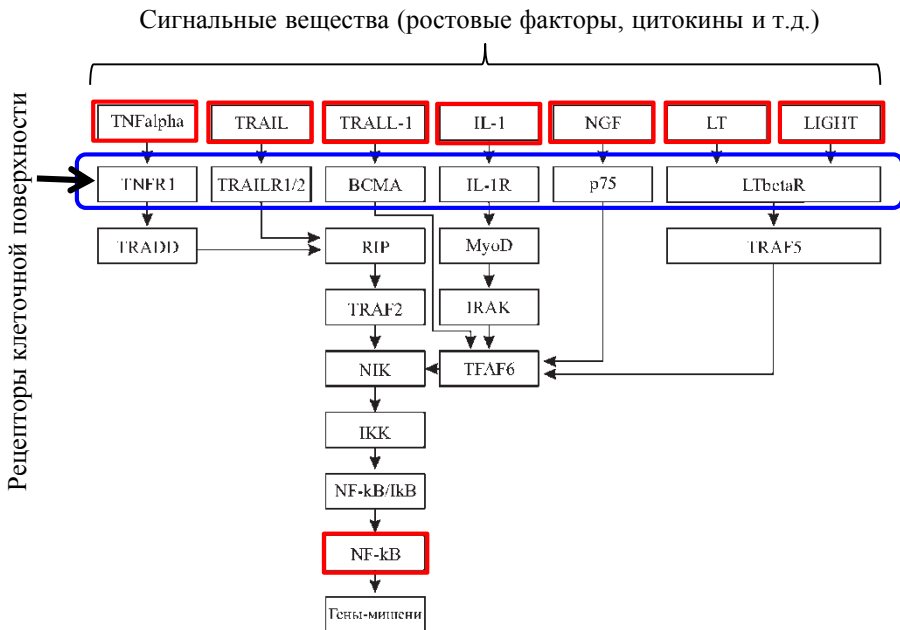 Сигнальные вещества (ростовые факторы, цитокины и т.д.)
Рецепторы клеточной поверхности
TNFalpha
TRAIL
TRALL-1
IL-1
NGF
LT
LIGHT
TNFR1
TRAILR1/2
BCMA
IL-1R
p75
LTbetaR
TRADD
RIP
MyoD
TRAF5
TRAF2
IRAK
NIK
TFAF6
IKK
NF-kB/IkB
NF-kB
Гены-мишени